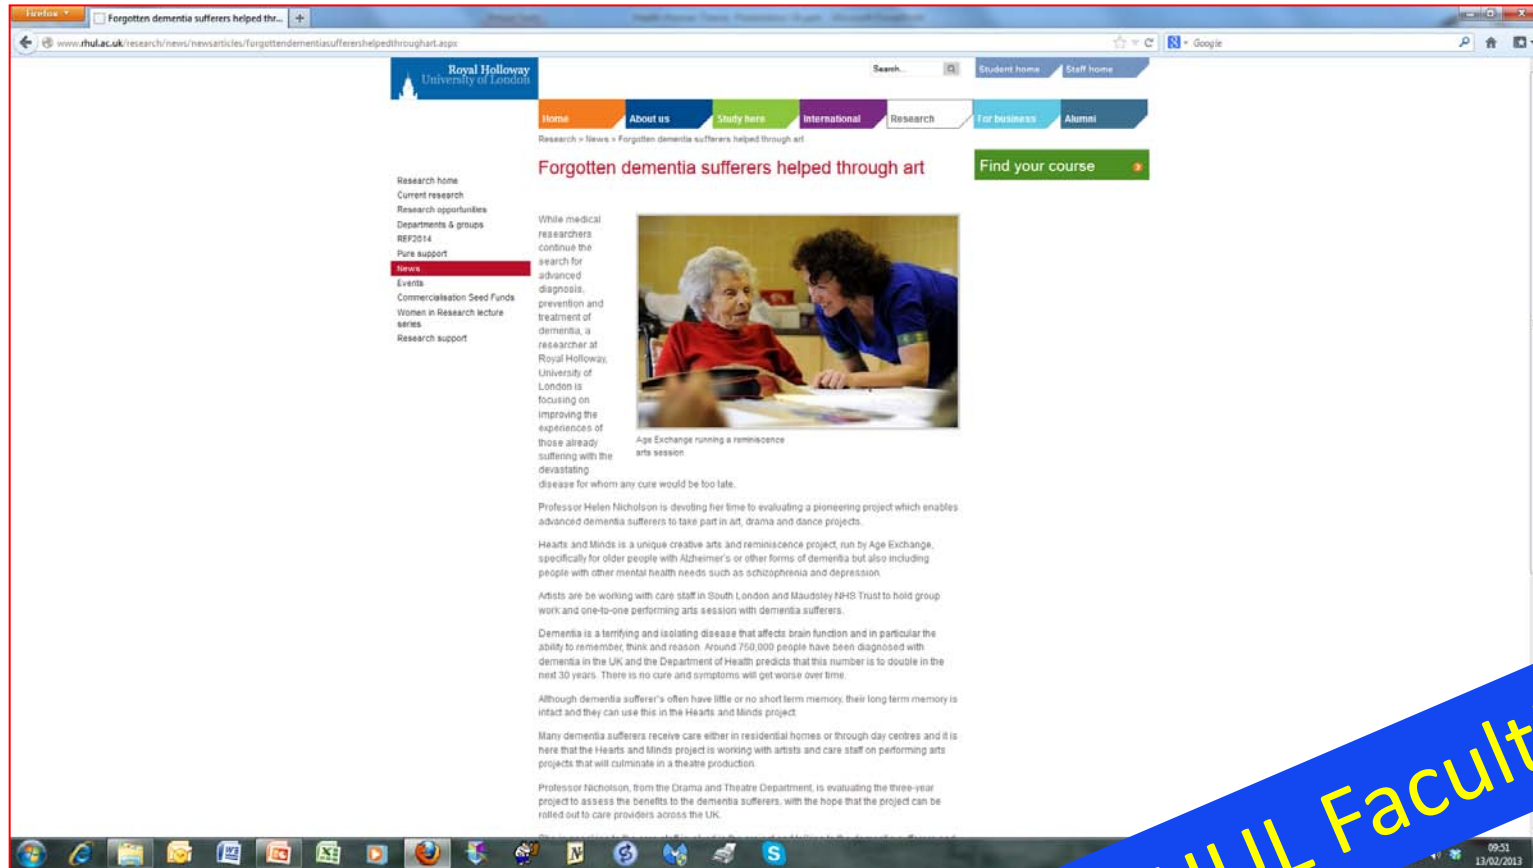 Firefox
Forgotten dementia sufferers helped thr...
www.rhul.ac.uk/research/news/newsarticles/forgottendementiasufferershelpedthroughart.aspx
Google
Royal Holloway
University of London
Search...
Student home
Staff home
Home
About us
Study here
International
Research
For business
Alumni
Research > News > Forgotten dementia sufferers helped through art
Forgotten dementia sufferers helped through art
Find your course
Research home
Current research
Research opportunities
Departments & groups
REF2014
Pure support
News
Events
Commercialisation Seed Funds
Women in Research lecture
series
Research support
While medical
researchers
continue the
search for
advanced
diagnosis,
prevention and
treatment of
dementia, a
researcher at
Royal Holloway,
University of
London is
focusing on
improving the
experiences of
those already
suffering with the
devastating
disease for whom any cure would be too late.
Age Exchange running a reminiscence
arts session
Professor Helen Nicholson is devoting her time to evaluating a pioneering project which enables
advanced dementia sufferers to take part in art, drama and dance projects.
Hearts and Minds is a unique creative arts and reminiscence project, run by Age Exchange,
specifically for older people with Alzheimer's or other forms of dementia but also including
people with other mental health needs such as schizophrenia and depression.
Artists are be working with care staff in South London and Maudsley NHS Trust to hold group
work and one-to-one performing arts session with dementia sufferers.
Dementia is a terrifying and isolating disease that affects brain function and in particular the
ability to remember, think and reason. Around 750,000 people have been diagnosed with
dementia in the UK and the Department of Health predicts that this number is to double in the
next 30 years. There is no cure and symptoms will get worse over time.
Although dementia sufferer's often have little or no short term memory, their long term memory is
intact and they can use this in the Hearts and Minds project.
Many dementia sufferers receive care either in residential homes or through day centres and it is
here that the Hearts and Minds project is working with artists and care staff on performing arts
projects that will culminate in a theatre production.
Professor Nicholson, from the Drama and Theatre Department, is evaluating the three-year
project to assess the benefits to the dementia sufferers, with the hope that the project can be
rolled out to care providers across the UK.
09:51
13/02/2013